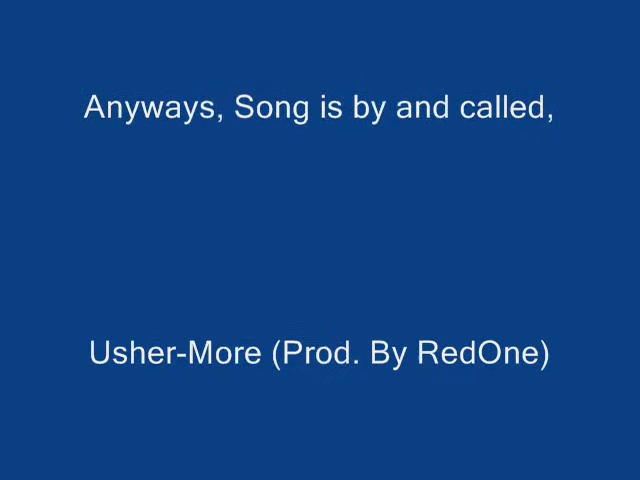 Anyways, Song is by and called,
Usher-More (Prod. By RedOne)